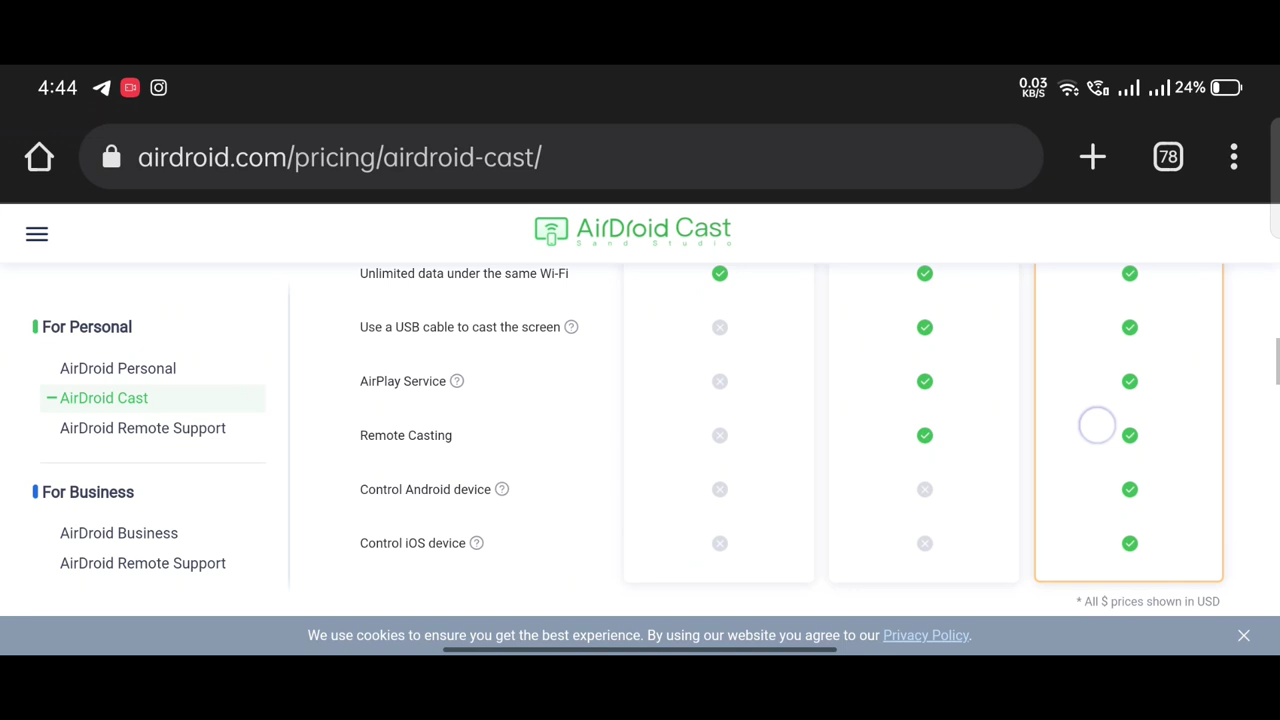 4:44
0.03
KB/S
24%
airdroid.com/pricing/airdroid-cast/
78
AirDroid Cast
Sand Studio
For Personal
AirDroid Personal
AirDroid Cast
AirDroid Remote Support
For Business
AirDroid Business
AirDroid Remote Support
Unlimited data under the same Wi-Fi
Use a USB cable to cast the screen ?
AirPlay Service ?
Remote Casting
Control Android device ?
Control iOS device ?
* All $ prices shown in USD
We use cookies to ensure you get the best experience. By using our website you agree to our Privacy Policy.